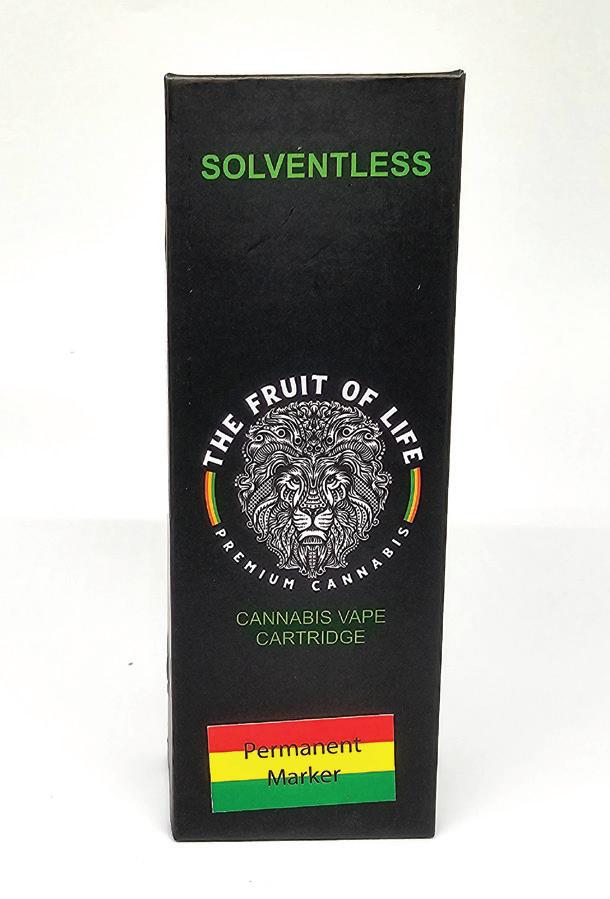 SOLVENTLESS
THE FRUIT OF LIFE
PREMIUM CANNABIS
CANNABIS VAPE
CARTRIDGE
Permanent
Marker